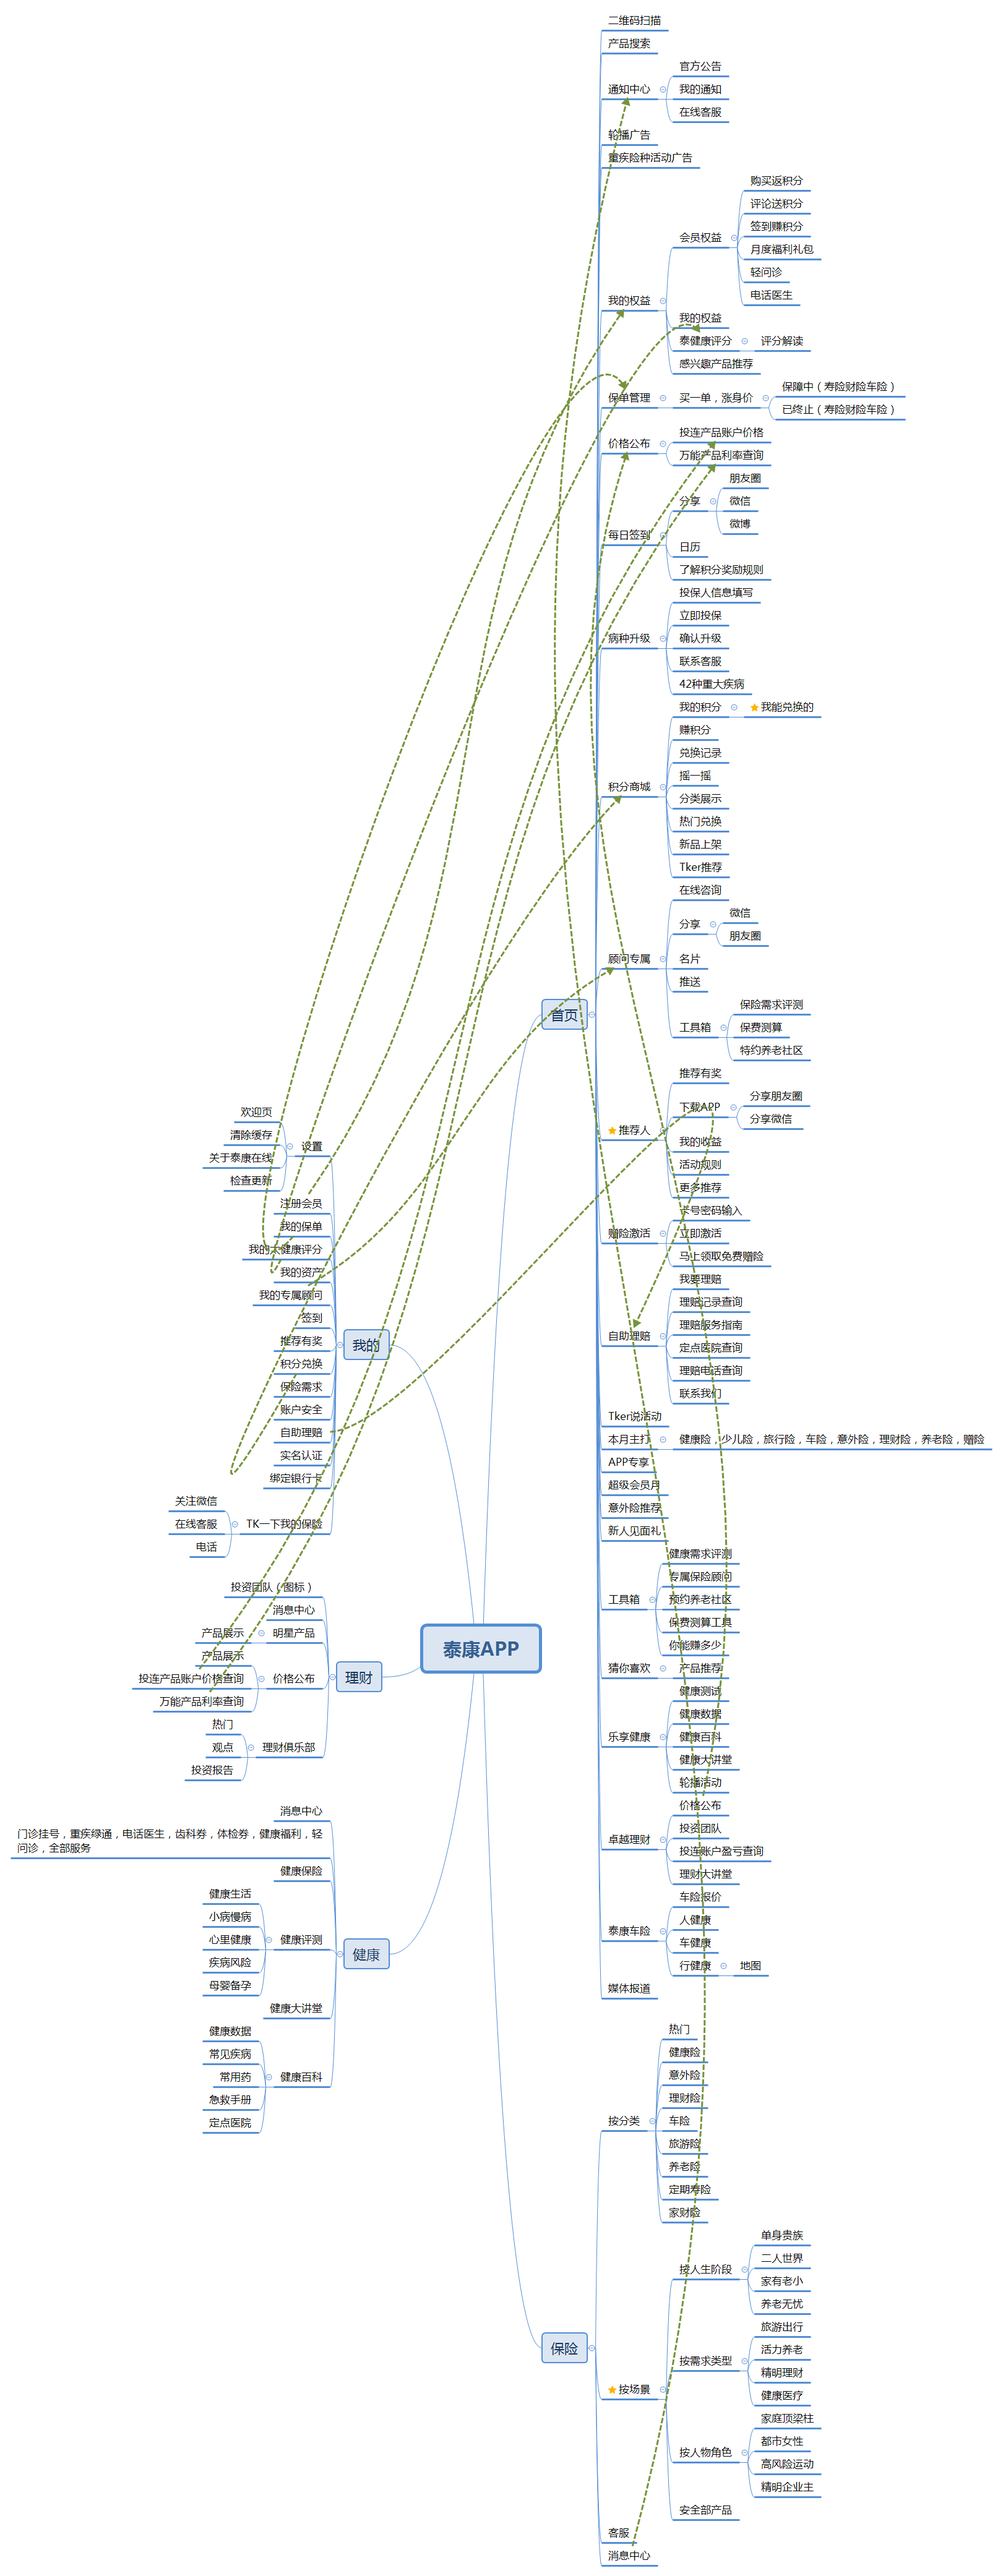 泰康APP
首页
二维码扫描
产品搜索
通知中心
官方公告
我的通知
在线客服
轮播广告
重疾险种活动广告
我的权益
会员权益
购买返积分
评论送积分
签到赚积分
月度福利礼包
轻问诊
电话医生
我的权益
泰健康评分
评分解读
感兴趣产品推荐
保单管理
买一单，涨身价
保障中（寿险财险车险）
已终止（寿险财险车险）
价格公布
投连产品账户价格
万能产品利率查询
每日签到
分享
朋友圈
微信
微博
日历
了解积分奖励规则
病种升级
投保人信息填写
立即投保
确认升级
联系客服
42种重大疾病
积分商城
我的积分
我能兑换的
赚积分
兑换记录
摇一摇
分类展示
热门兑换
新品上架
Tker推荐
顾问专属
在线咨询
分享
微信
朋友圈
名片
推送
工具箱
保险需求评测
保费测算
特约养老社区
推荐人
推荐有奖
下载APP
分享朋友圈
分享微信
我的收益
活动规则
更多推荐
赠险激活
卡号密码输入
立即激活
马上领取免费赠险
自助理赔
我要理赔
理赔记录查询
理赔服务指南
定点医院查询
理赔电话查询
联系我们
Tker说活动
本月主打
健康险，少儿险，旅行险，车险，意外险，理财险，养老险，赠险
APP专享
超级会员月
意外险推荐
新人见面礼
工具箱
健康需求评测
专属保险顾问
预约养老社区
保费测算工具
你能赚多少
猜你喜欢
产品推荐
乐享健康
健康测试
健康数据
健康百科
健康大讲堂
轮播活动
卓越理财
价格公布
投资团队
投连账户盈亏查询
理财大讲堂
泰康车险
车险报价
人健康
车健康
行健康
地图
媒体报道
保险
按分类
热门
健康险
意外险
理财险
车险
旅游险
养老险
定期寿险
家财险
按场景
按人生阶段
单身贵族
二人世界
家有老小
养老无忧
按需求类型
旅游出行
活力养老
精明理财
健康医疗
按人物角色
家庭顶梁柱
都市女性
高风险运动
精明企业主
安全部产品
客服
消息中心
我的
设置
欢迎页
清除缓存
关于泰康在线
检查更新
注册会员
我的保单
我的大健康评分
我的资产
我的专属顾问
签到
推荐有奖
积分兑换
保险需求
账户安全
自助理赔
实名认证
绑定银行卡
TK一下我的保险
关注微信
在线客服
电话
理财
投资团队（图标）
消息中心
明星产品
产品展示
价格公布
产品展示
投连产品账户价格查询
万能产品利率查询
理财俱乐部
热门
观点
投资报告
健康
消息中心
门诊挂号，重疾绿通，电话医生，齿科券，体检券，健康福利，轻
问诊，全部服务
健康保险
健康评测
健康生活
小病慢病
心里健康
疾病风险
母婴备孕
健康大讲堂
健康百科
健康数据
常见疾病
常用药
急救手册
定点医院